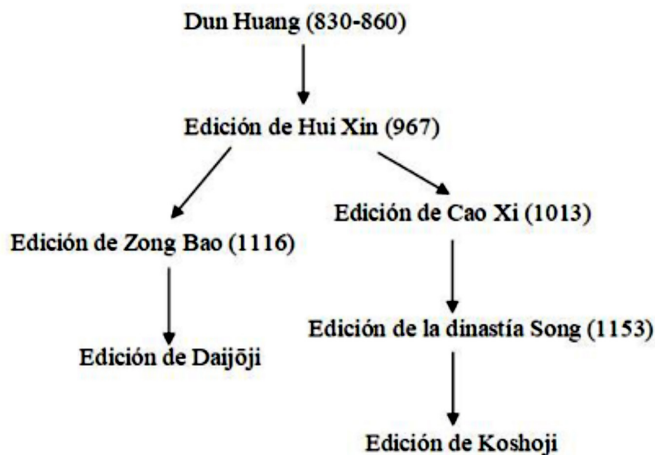 Dun Huang (830-860)
Edición de Hui Xin (967)
Edición de Cao Xi (1013)
Edición de Zong Bao (1116)
Edición de la dinastía Song (1153)
Edición de Daijōji
Edición de Koshoji